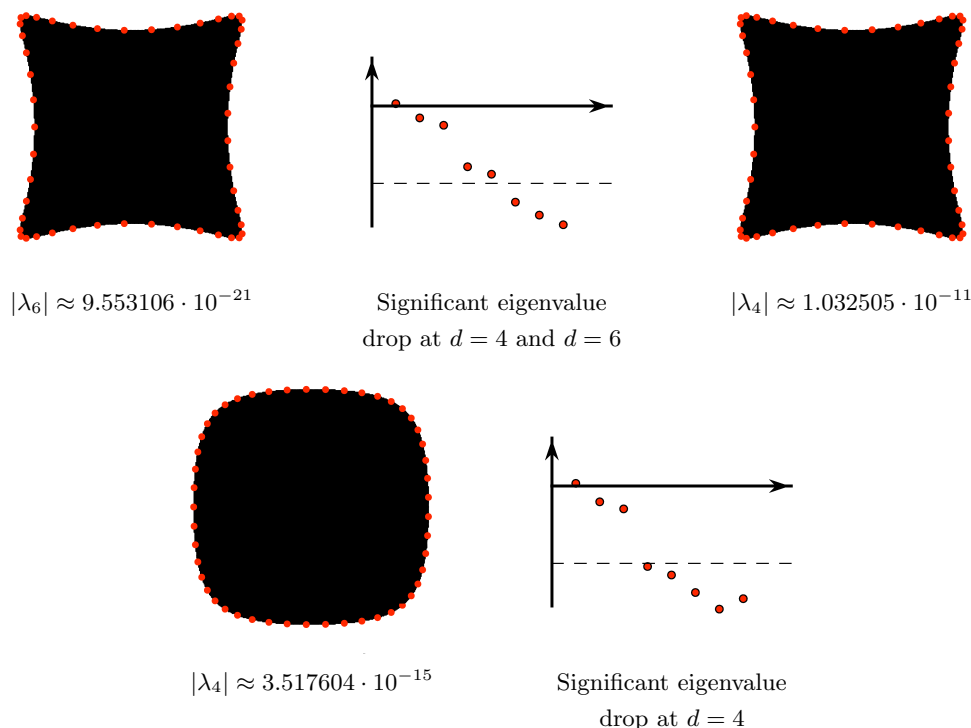 |λ₆| ≈ 9.553106 · 10⁻²¹
Significant eigenvalue
drop at d = 4 and d = 6
|λ₄| ≈ 1.032505 · 10⁻¹¹
|λ₄| ≈ 3.517604 · 10⁻¹⁵
Significant eigenvalue
drop at d = 4